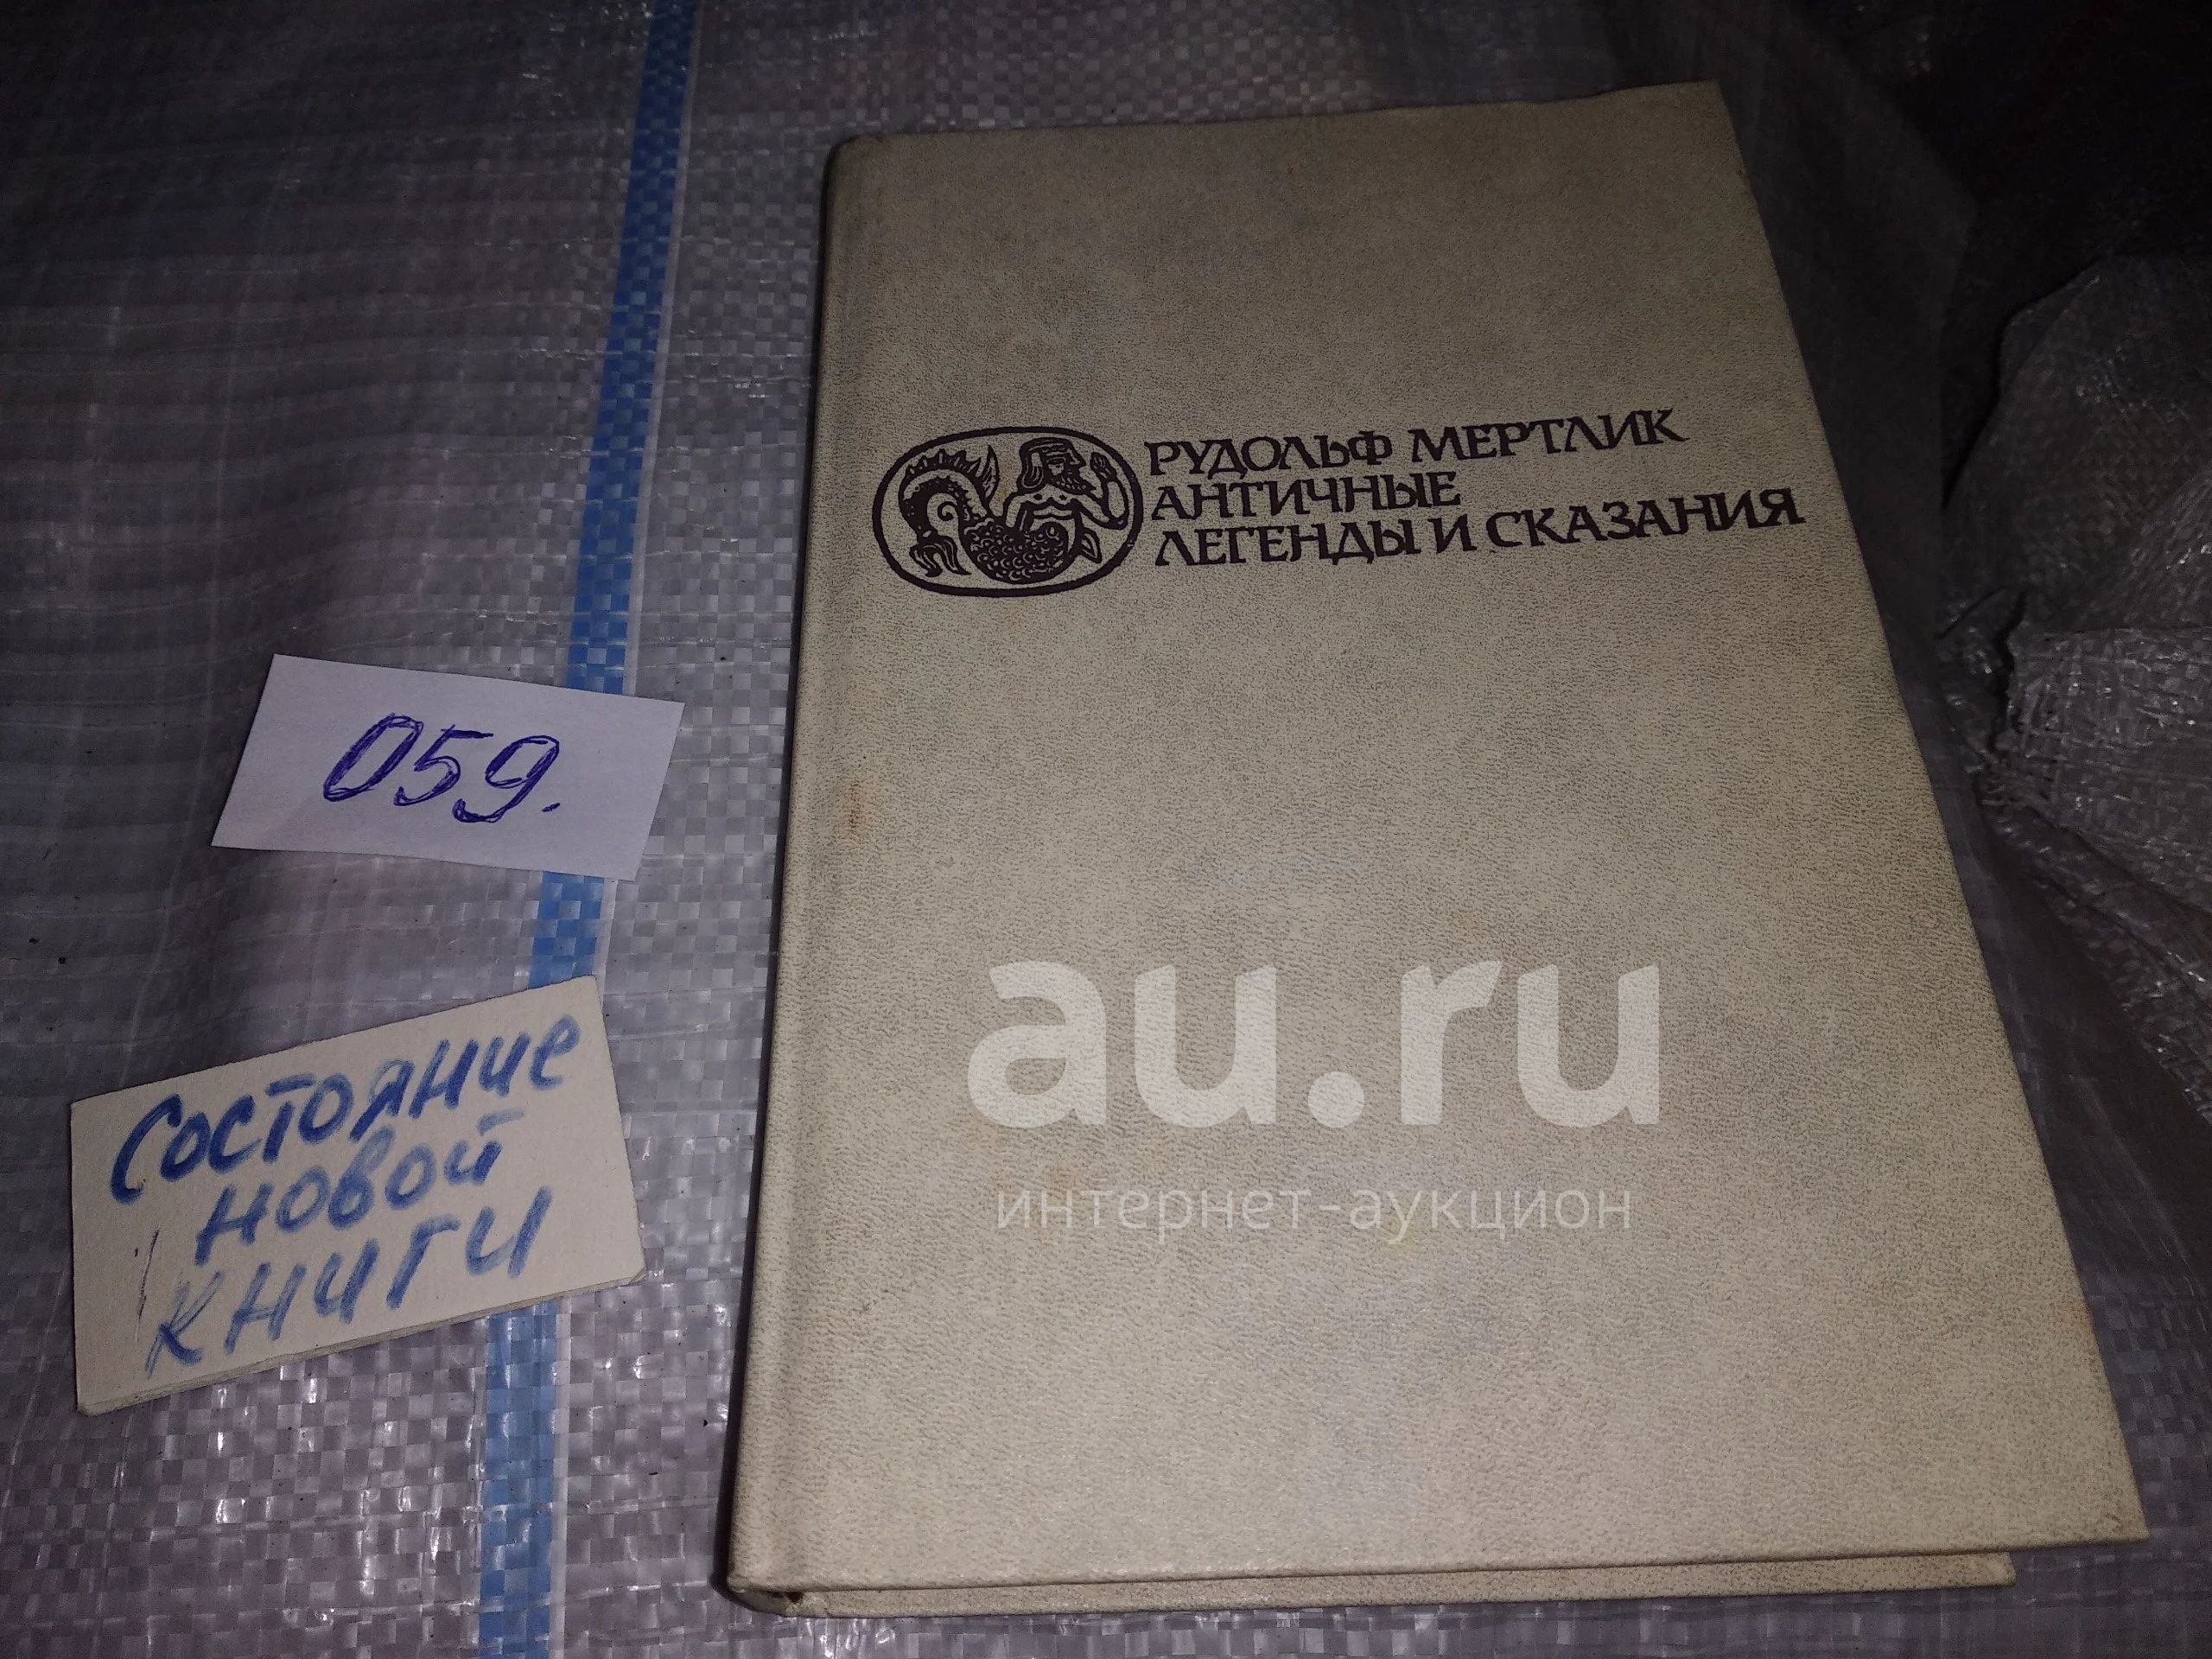 РУДОЛЬФ МЕРТЛИК
АНТИЧНЫЕ
ЛЕГЕНДЫ И СКАЗАНИЯ
059.
Состояние
новой
книги
au.ru
интернет-аукцион